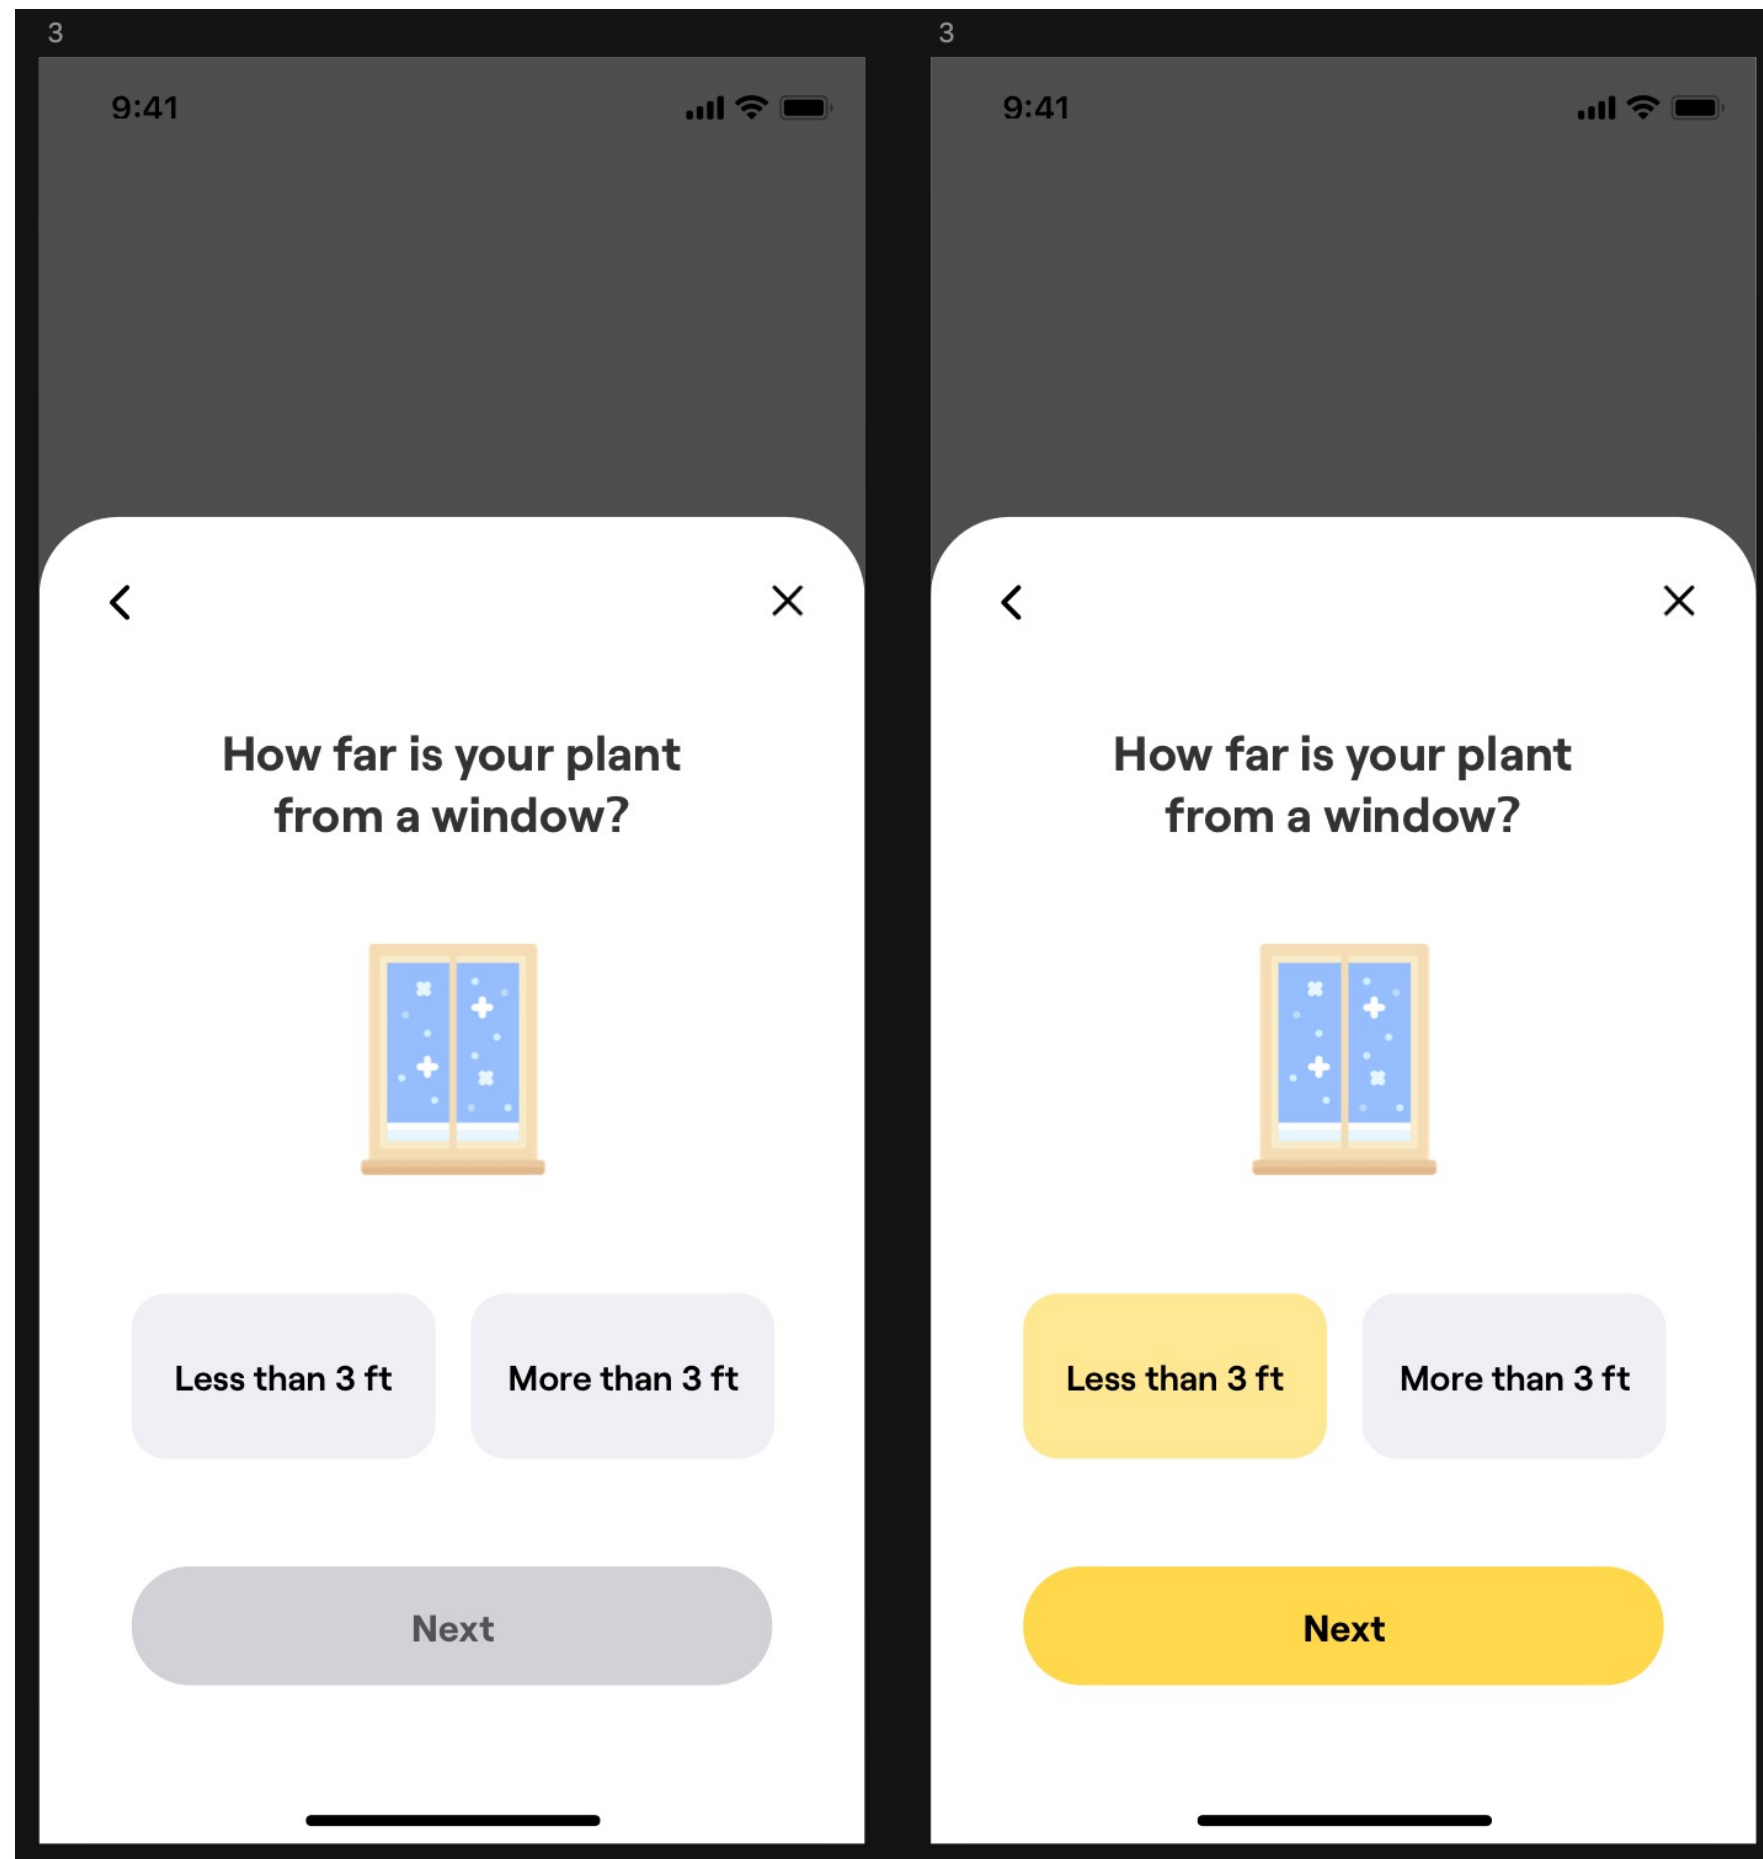 3
9:41
How far is your plant
from a window?
Less than 3 ft
More than 3 ft
Next
3
9:41
How far is your plant
from a window?
Less than 3 ft
More than 3 ft
Next